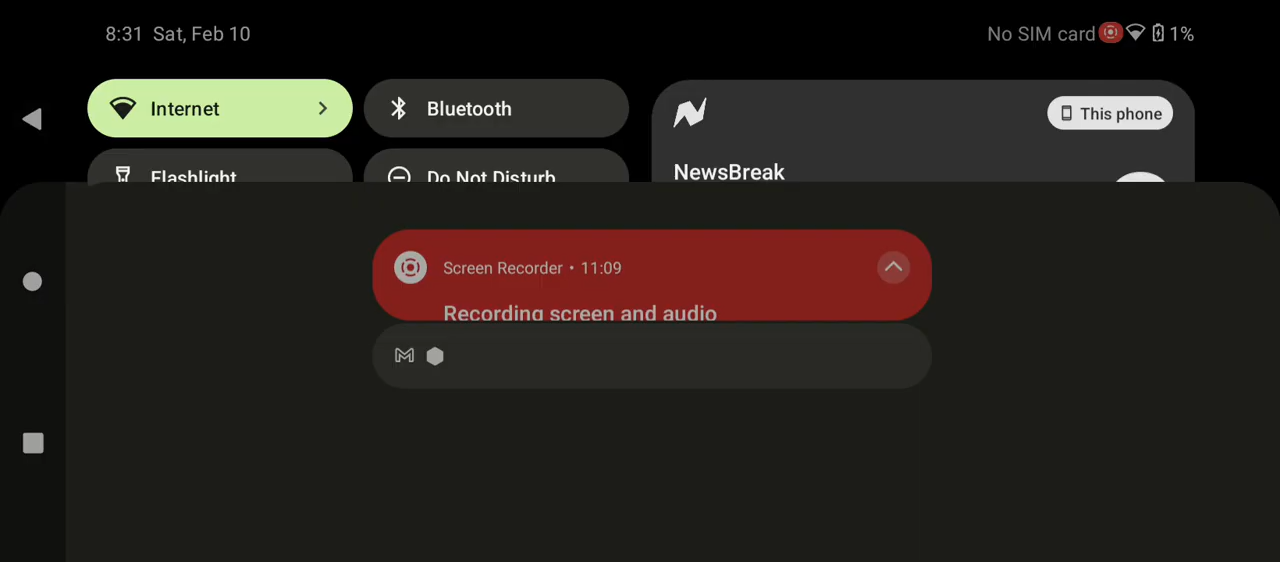 8:31 Sat, Feb 10
No SIM card 1%
Internet
Bluetooth
This phone
Flashlight
Do Not Disturb
NewsBreak
Screen Recorder • 11:09
Recording screen and audio